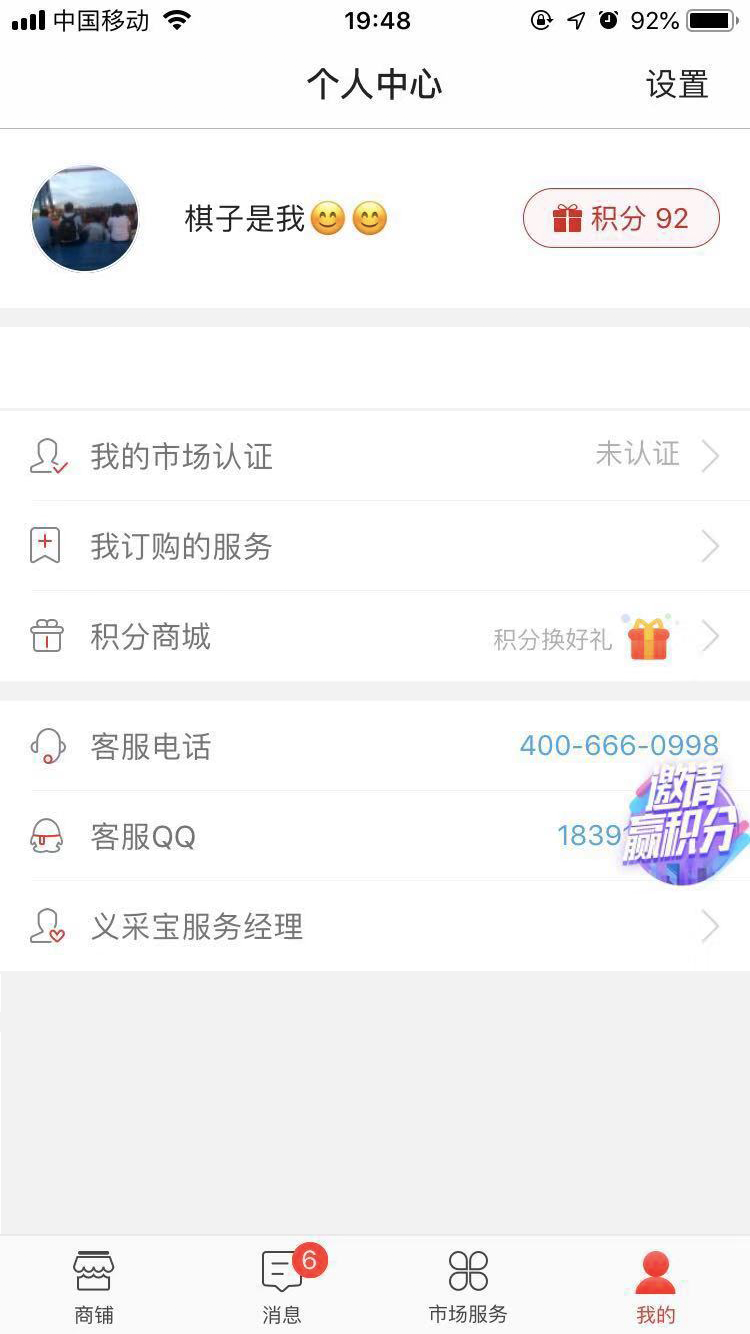 中国移动 19:48 92%
个人中心 设置
棋子是我😊😊 积分 92
我的市场认证 未认证
我订购的服务
积分商城 积分换好礼
客服电话 400-666-0998
邀请
赢积分
客服QQ 1839
义采宝服务经理
6
商铺 消息 市场服务 我的